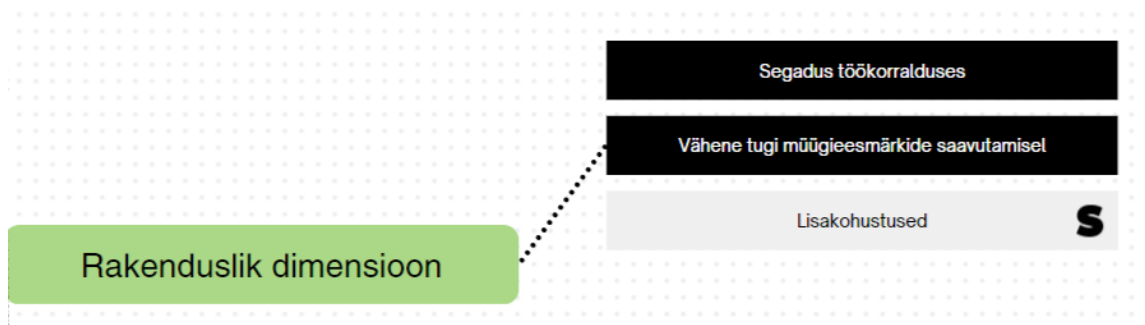 Segadus töökorralduses
Vähene tugi müügieesmärkide saavutamisel
Lisakohustused S
Rakenduslik dimensioon